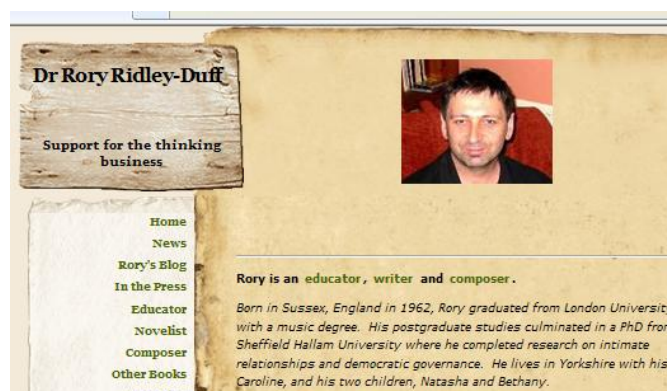 Dr Rory Ridley-Duff
Support for the thinking
business
Home
News
Rory's Blog
In the Press
Educator
Novelist
Composer
Other Books
Rory is an educator, writer and composer.
Born in Sussex, England in 1962, Rory graduated from London University
with a music degree. His postgraduate studies culminated in a PhD from
Sheffield Hallam University where he completed research on intimate
relationships and democratic governance. He lives in Yorkshire with his
Caroline, and his two children, Natasha and Bethany.